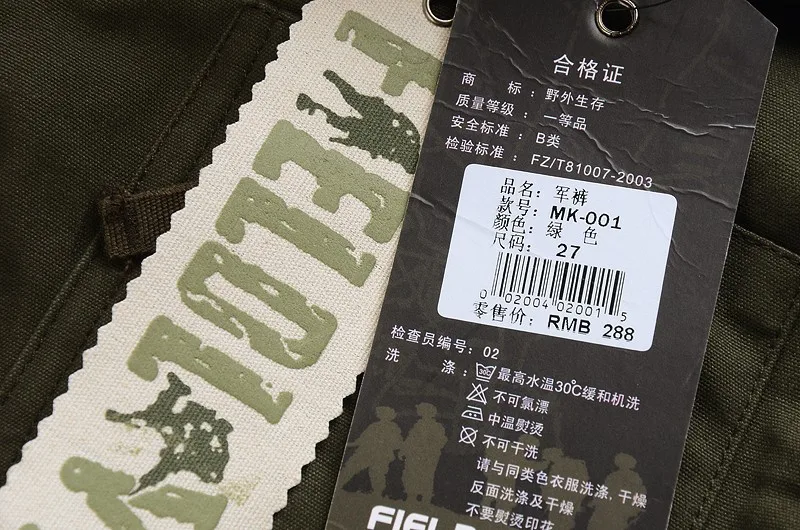 FIELD
合格证
商 标：野外生存
质量等级：一等品
安全标准：B类
检验标准：FZ/T81007-2003
品名：军裤
款号：MK-001
颜色：绿 色
尺码：27
0 02004 02001 5
零售价：RMB 288
检查员编号：02
洗 涤：30C 最高水温30℃缓和机洗
不可氯漂
中温熨烫
不可干洗
请与同类色衣服洗涤、干燥
反面洗涤及干燥
不要熨烫印花
FIEL